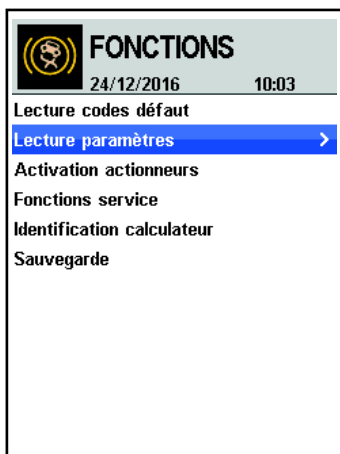 FONCTIONS
24/12/2016 10:03
Lecture codes défaut
Lecture paramètres >
Activation actionneurs
Fonctions service
Identification calculateur
Sauvegarde